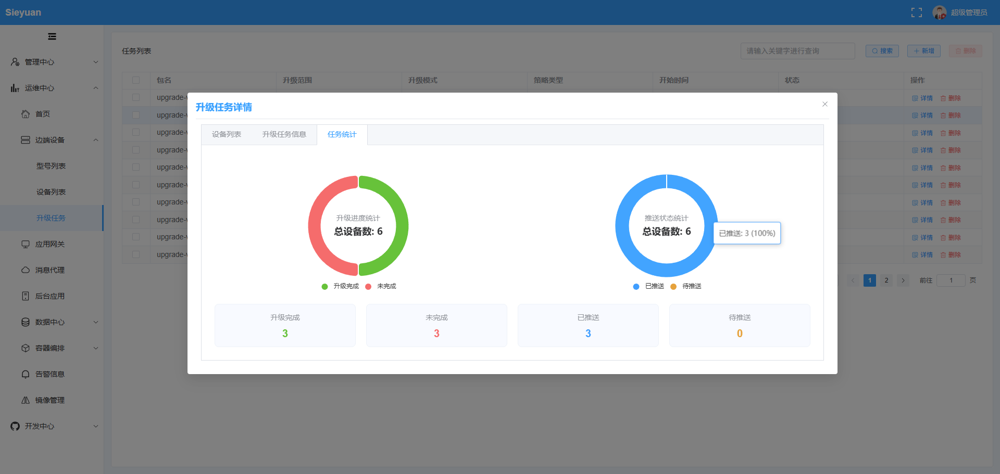 Sieyuan
超级管理员
管理中心
运维中心
首页
边端设备
型号列表
设备列表
升级任务
应用网关
消息代理
后台应用
数据中心
容器编排
告警信息
镜像管理
开发中心
任务列表
请输入关键字进行查询
搜索
新增
删除
包名 升级范围 升级模式 策略类型 开始时间 状态 操作
upgrade- 详情 删除
upgrade- 详情 删除
upgrade- 详情 删除
upgrade- 详情 删除
upgrade- 详情 删除
upgrade- 详情 删除
upgrade- 详情 删除
upgrade- 详情 删除
upgrade- 详情 删除
upgrade- 详情 删除
1 2 前往 1 页
升级任务详情
设备列表 升级任务信息 任务统计
升级进度统计
总设备数: 6
升级完成 未完成
推送状态统计
总设备数: 6
已推送: 3 (100%)
已推送 待推送
升级完成
3
未完成
3
已推送
3
待推送
0